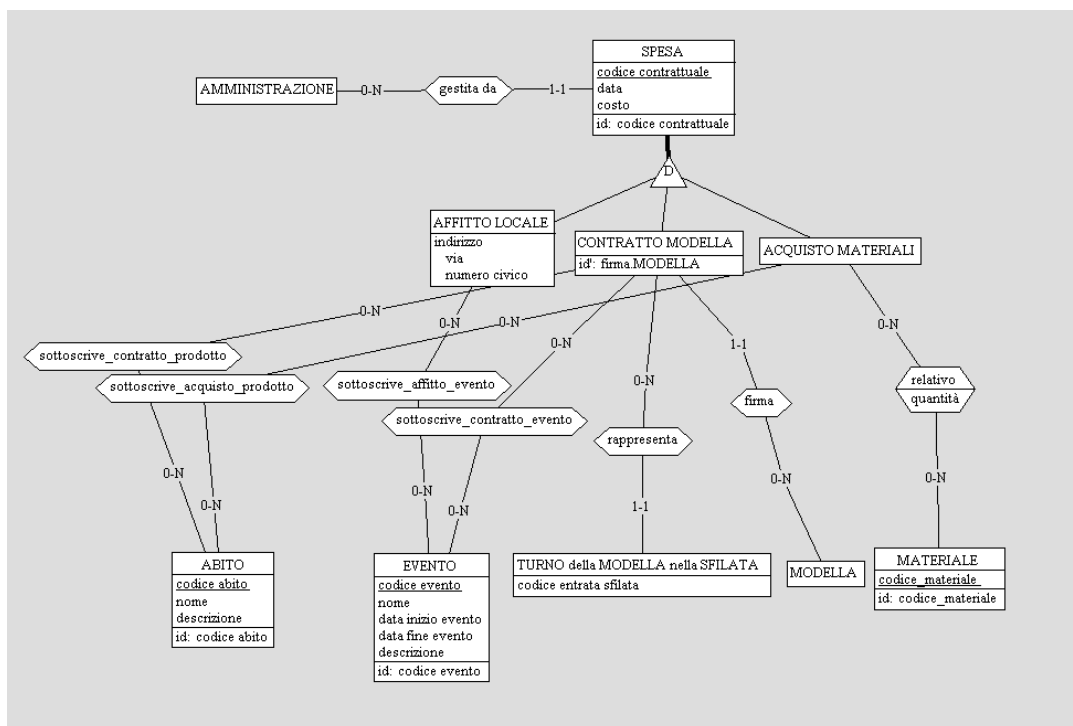 SPESA
codice contrattuale
data
costo
id: codice contrattuale
AMMINISTRAZIONE
0-N
gestita da
1-1
D
AFFITTO LOCALE
indirizzo
via
numero civico
CONTRATTO MODELLA
id': firma.MODELLA
ACQUISTO MATERIALI
0-N
0-N
0-N
0-N
0-N
1-1
0-N
sottoscrive_contratto_prodotto
sottoscrive_acquisto_prodotto
sottoscrive_affitto_evento
sottoscrive_contratto_evento
rappresenta
firma
relativo
quantità
0-N
0-N
0-N
0-N
1-1
0-N
0-N
ABITO
codice abito
nome
descrizione
id: codice abito
EVENTO
codice evento
nome
data inizio evento
data fine evento
descrizione
id: codice evento
TURNO della MODELLA nella SFILATA
codice entrata sfilata
MODELLA
MATERIALE
codice_materiale
id: codice_materiale